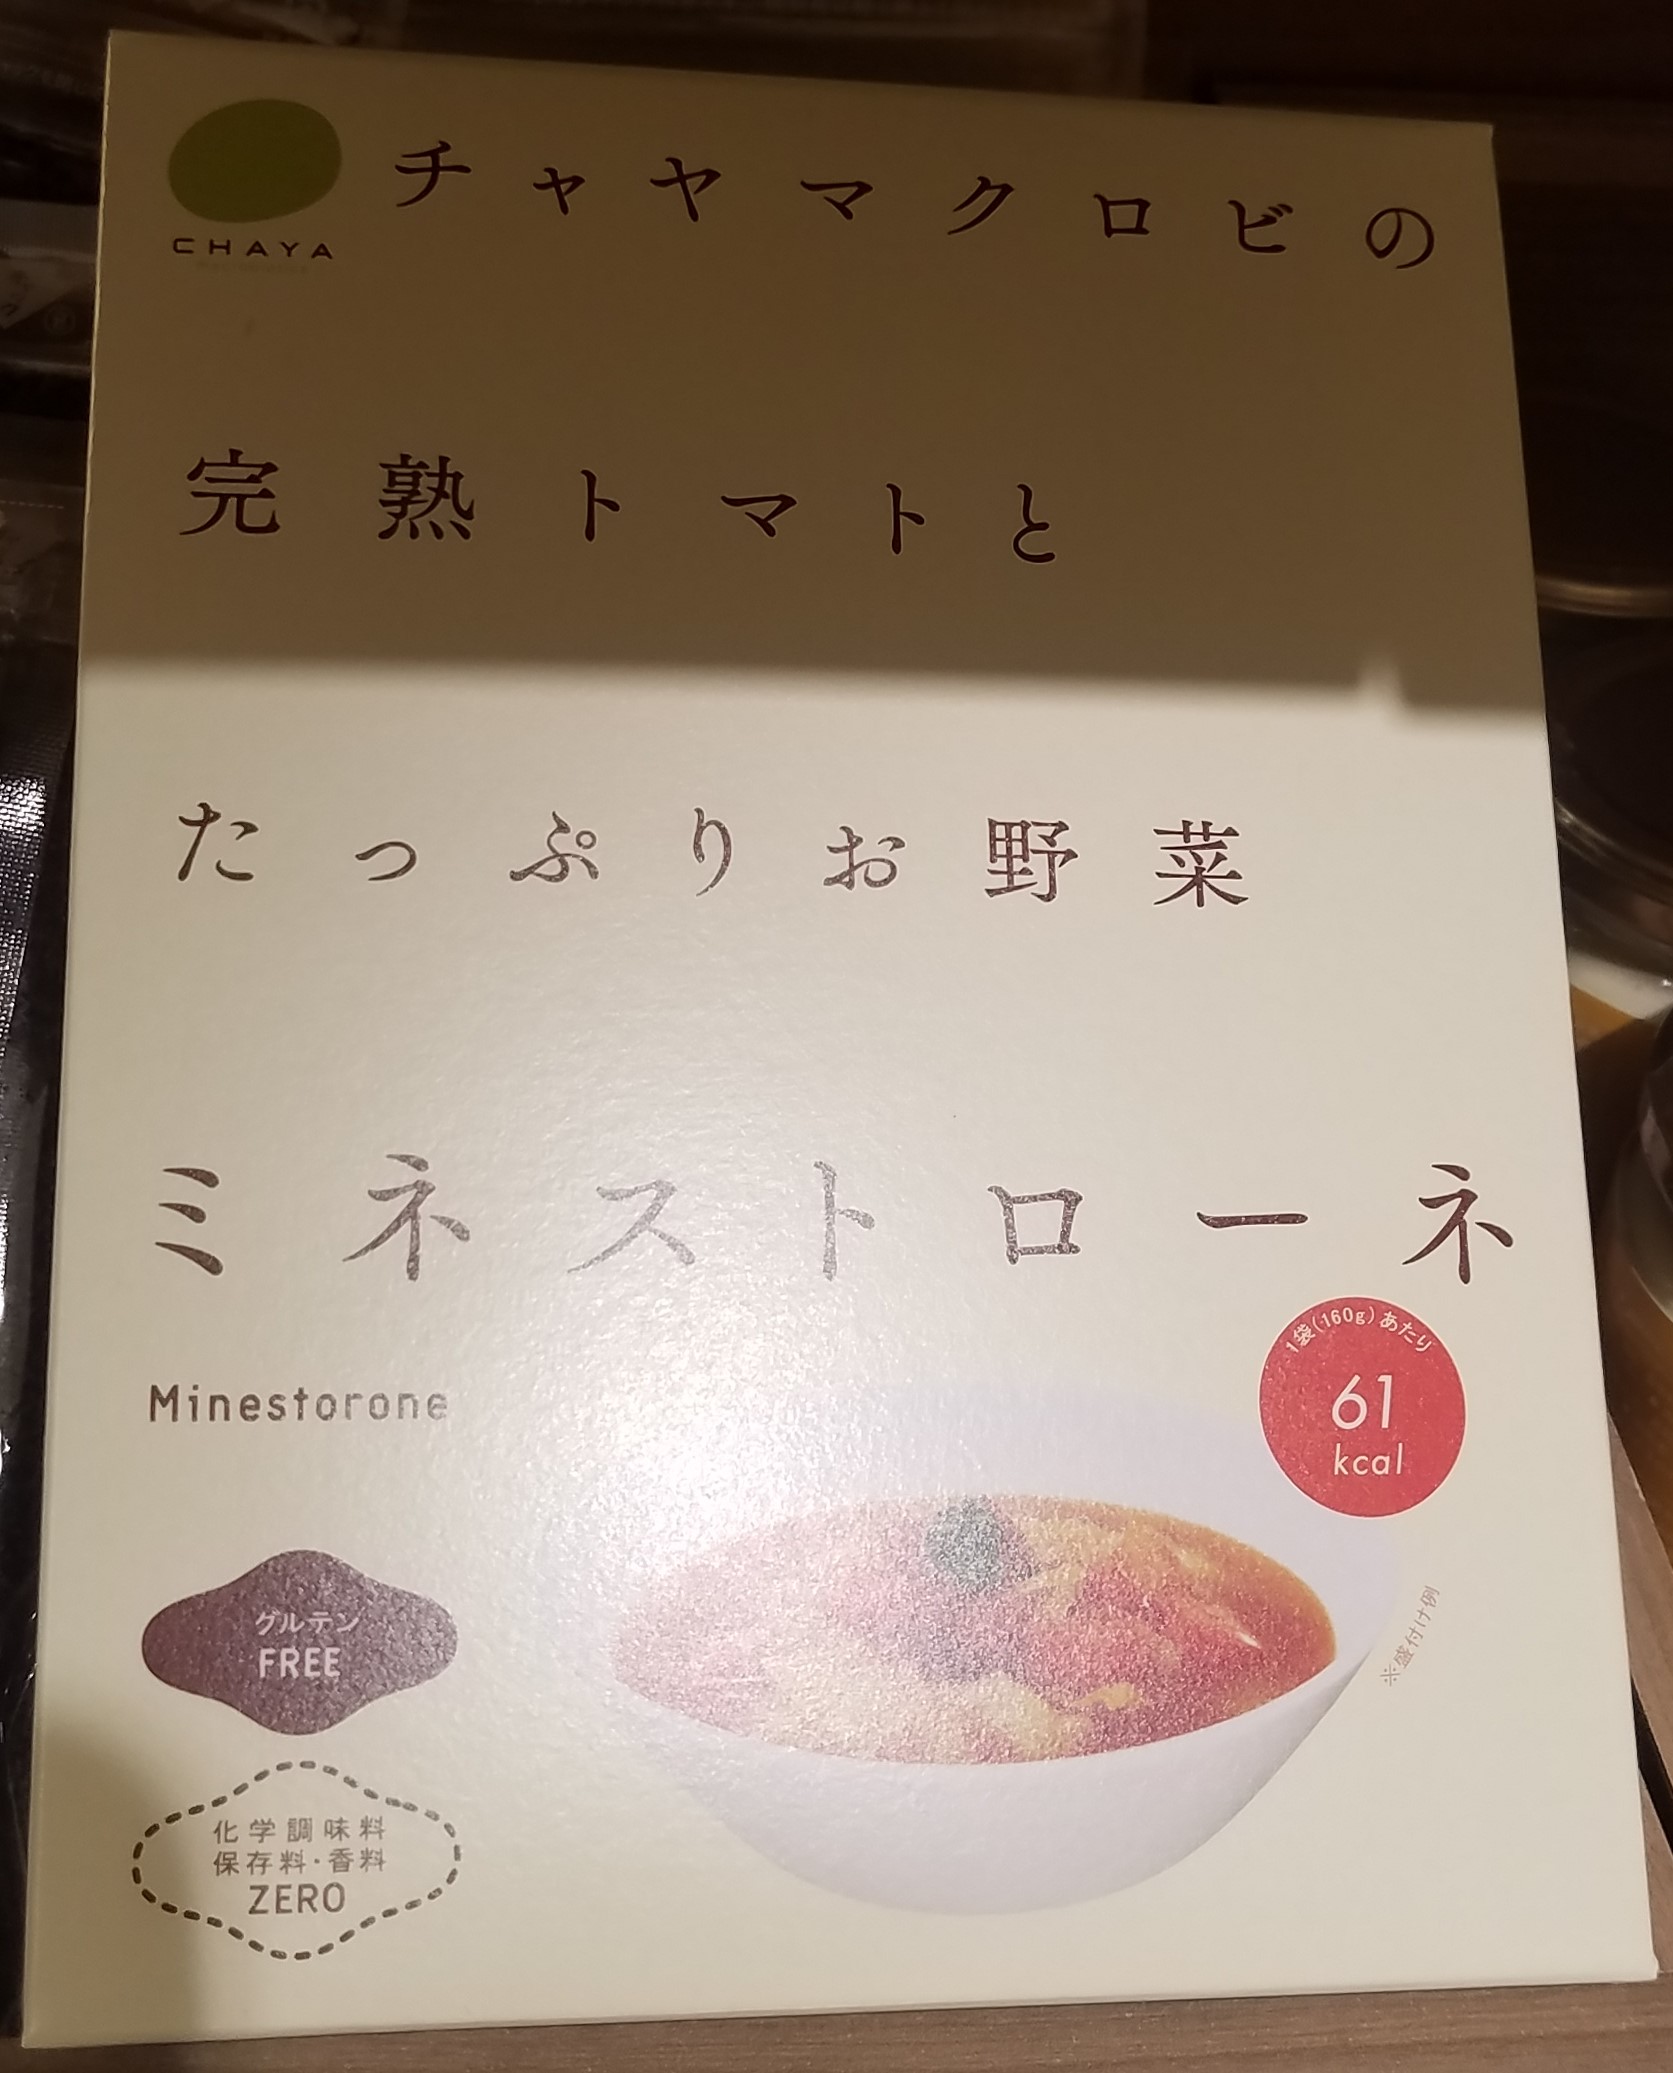 CHAYA
チャヤマクロビの
完熟トマトと
たっぷりお野菜
ミネストローネ
1袋(160g)あたり
61
kcal
Minestorone
※盛付け例
グルテン
FREE
化学調味料
保存料・香料
ZERO